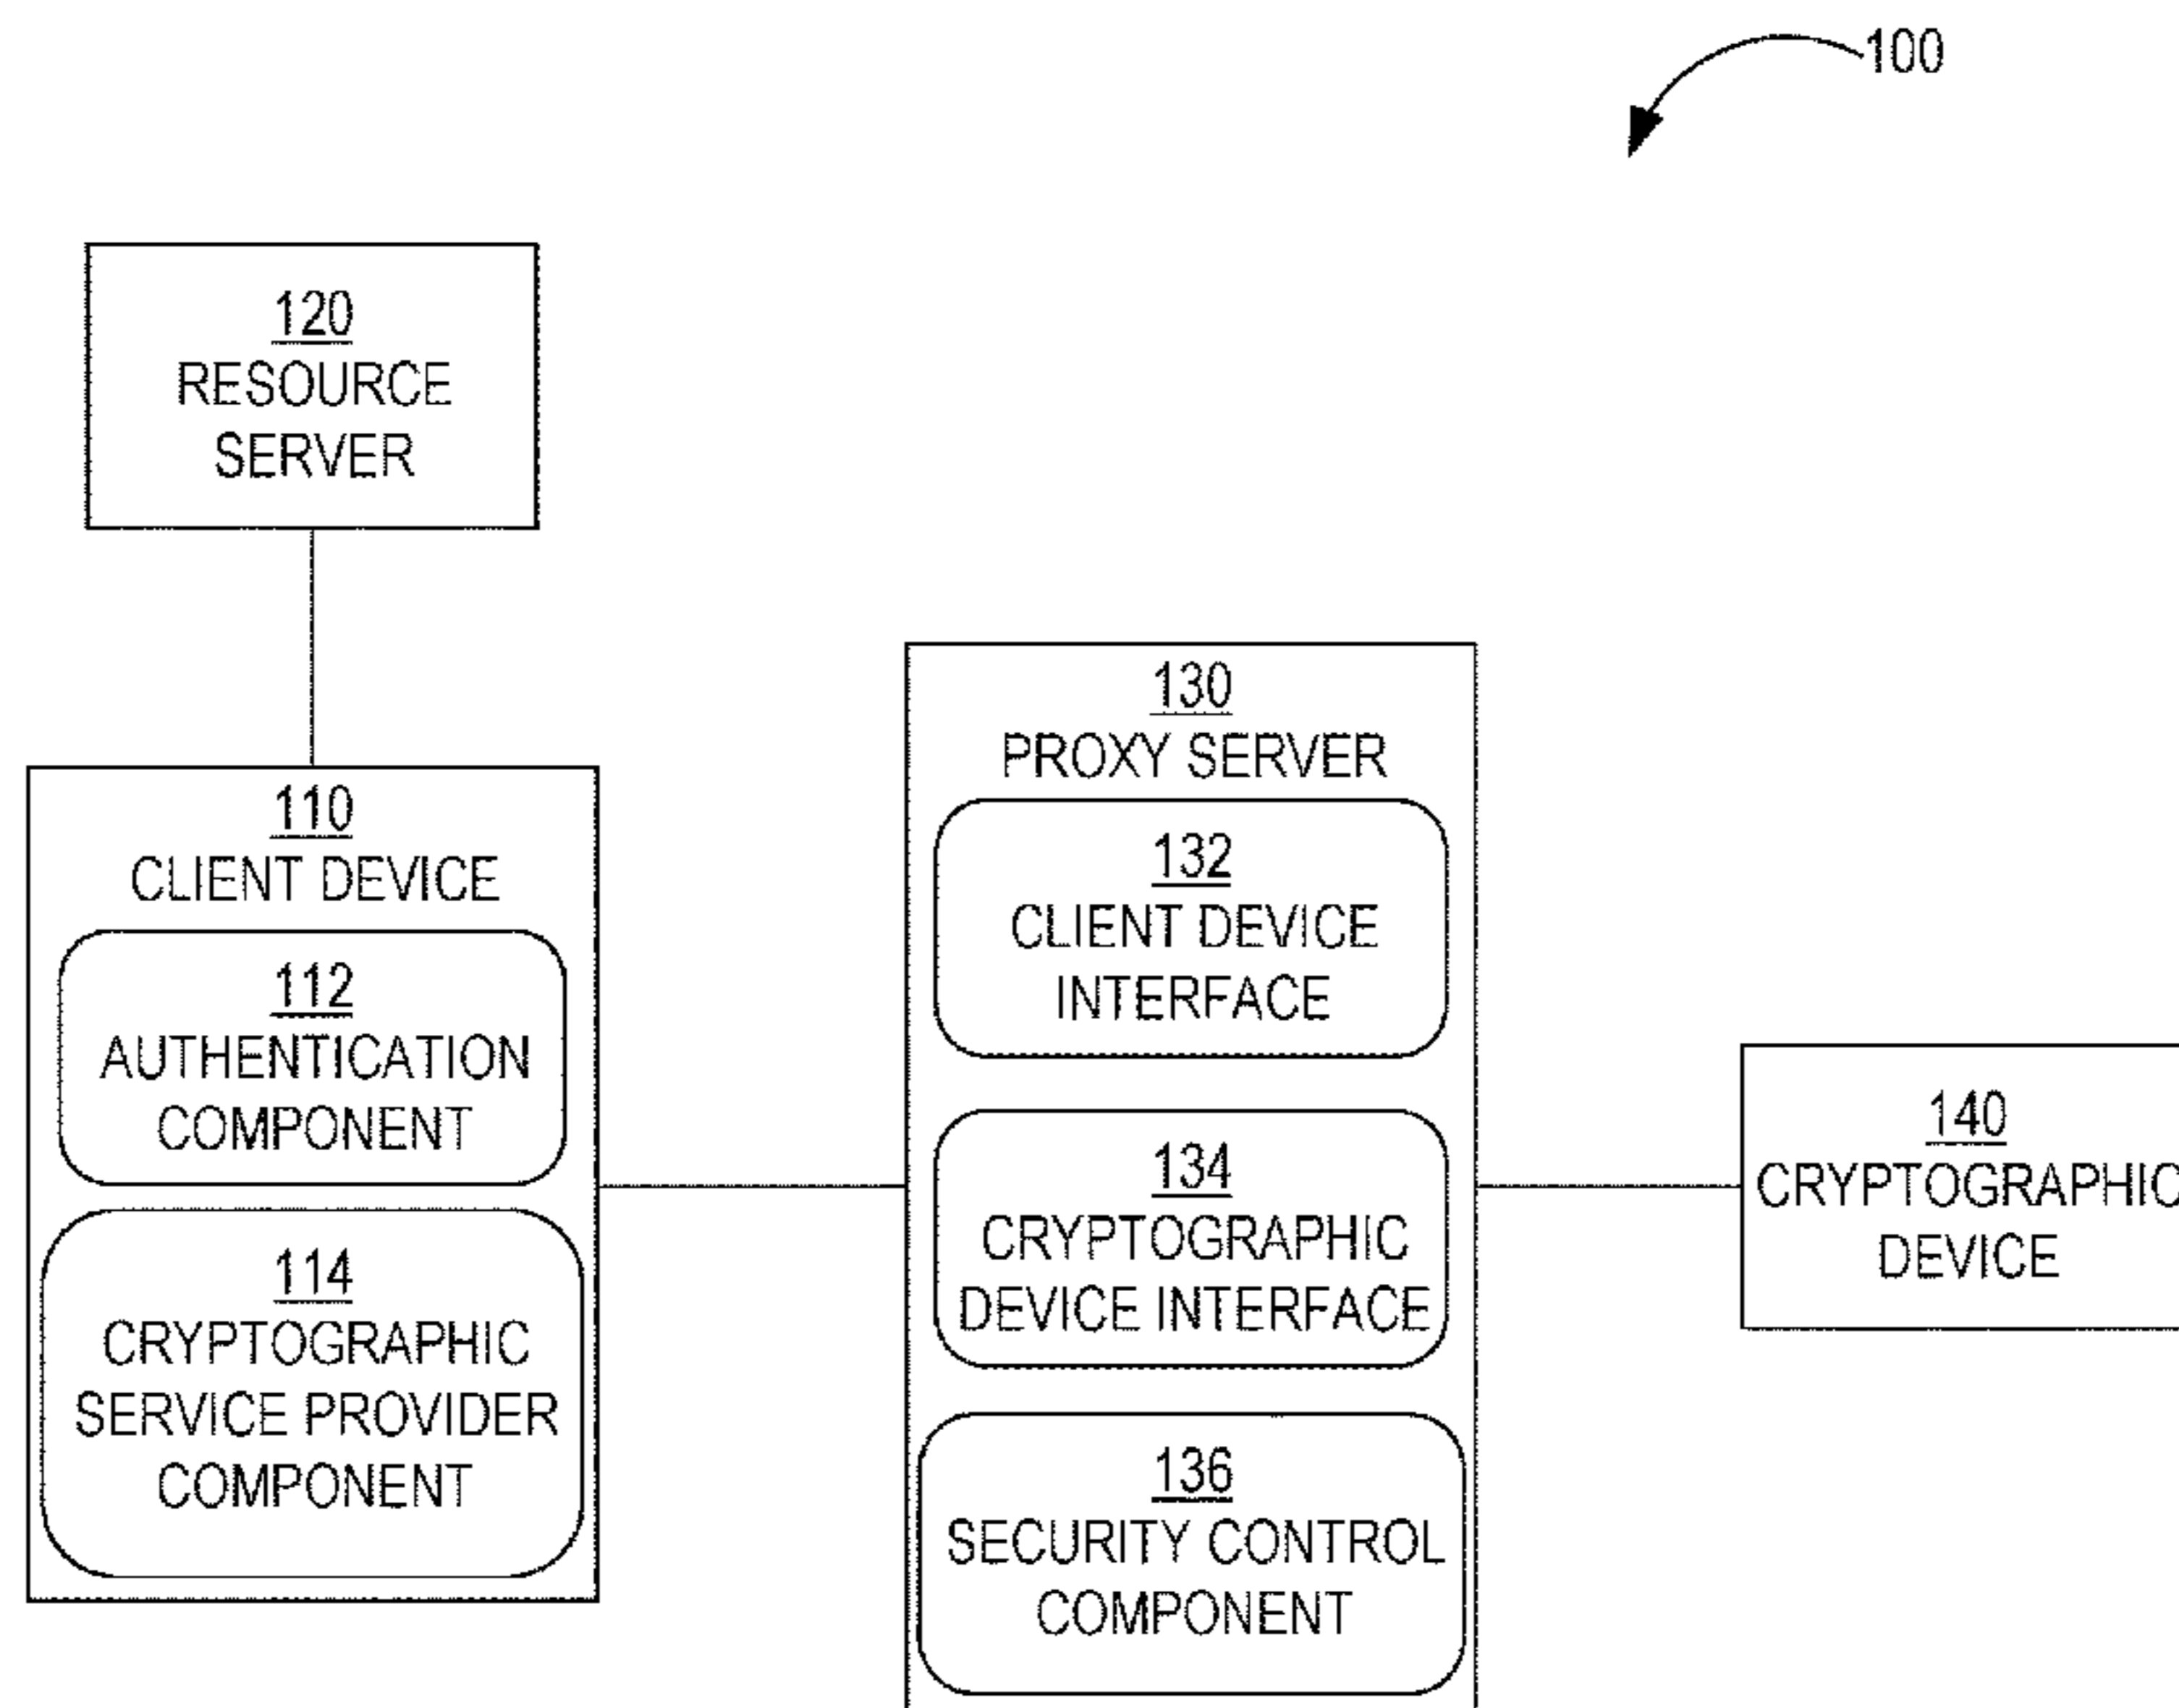 100
120
RESOURCE
SERVER
130
PROXY SERVER
110
CLIENT DEVICE
132
CLIENT DEVICE
INTERFACE
112
AUTHENTICATION
COMPONENT
134
CRYPTOGRAPHIC
DEVICE INTERFACE
140
CRYPTOGRAPHIC
DEVICE
114
CRYPTOGRAPHIC
SERVICE PROVIDER
COMPONENT
136
SECURITY CONTROL
COMPONENT